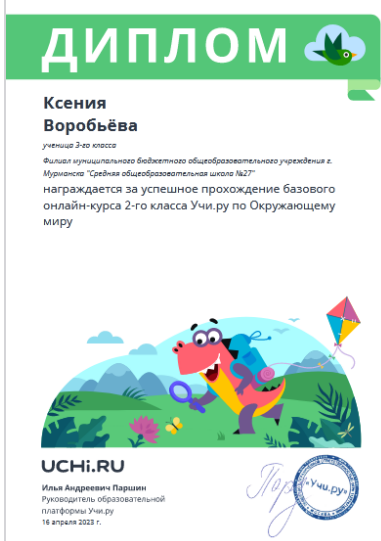 ДИПЛОМ
Ксения
Воробьёва
ученица 3-го класса
Филиал муниципального бюджетного общеобразовательного учреждения г.
Мурманска "Средняя общеобразовательная школа №27"
награждается за успешное прохождение базового
онлайн-курса 2-го класса Учи.ру по Окружающему
миру
UCHi.RU
Илья Андреевич Паршин
Руководитель образовательной
платформы Учи.ру
16 апреля 2023 г.
«Учи.ру»